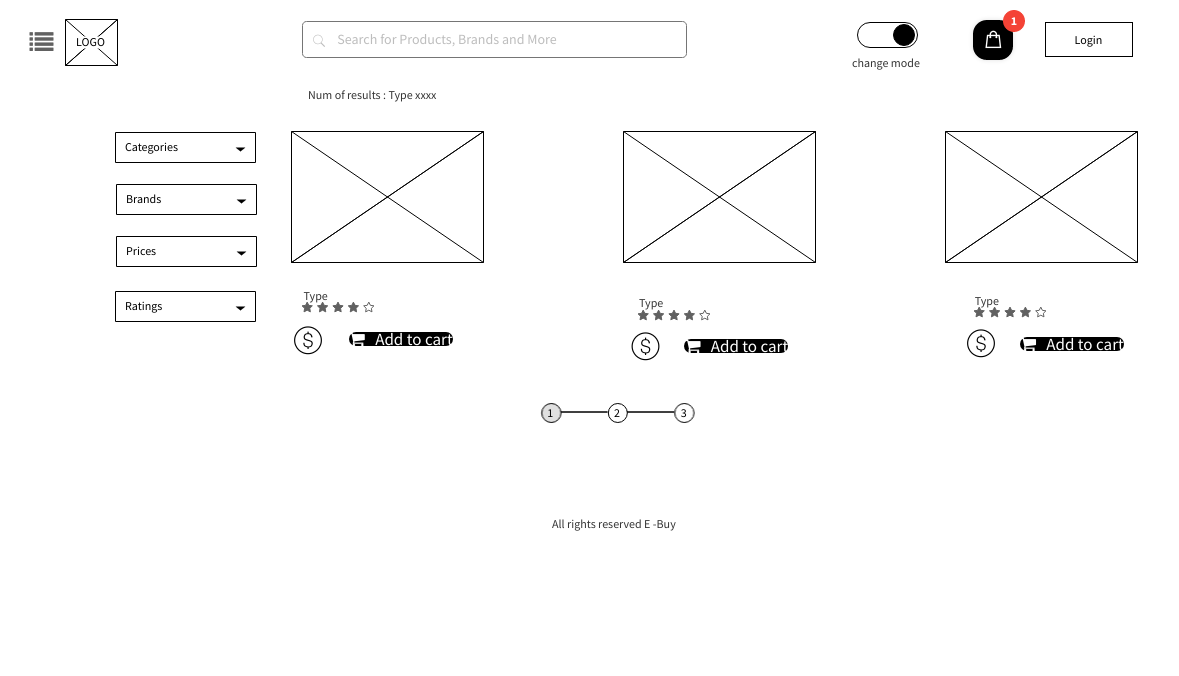 LOGO
Search for Products, Brands and More
change mode
1
Login
Num of results : Type xxxx
Categories
Brands
Prices
Ratings
Type
$
Add to cart
Type
$
Add to cart
Type
$
Add to cart
1 2 3
All rights reserved E -Buy